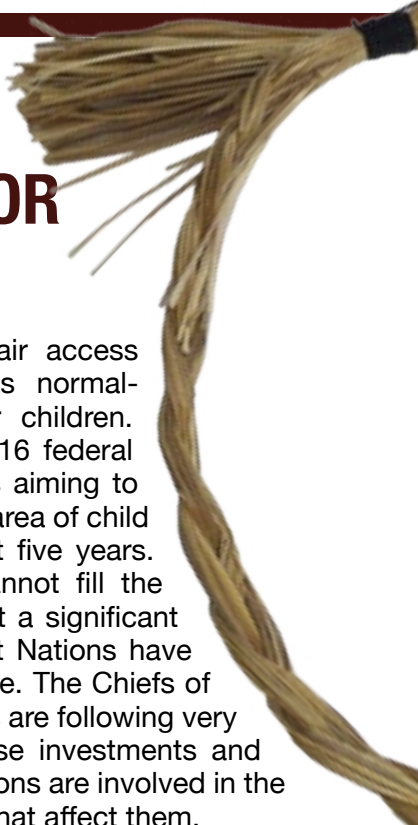 OR
air access
s normal-
r children.
16 federal
aiming to
area of child
t five years.
nnot fill the
t a significant
t Nations have
e. The Chiefs of
are following very
se investments and
ons are involved in the
hat affect them.